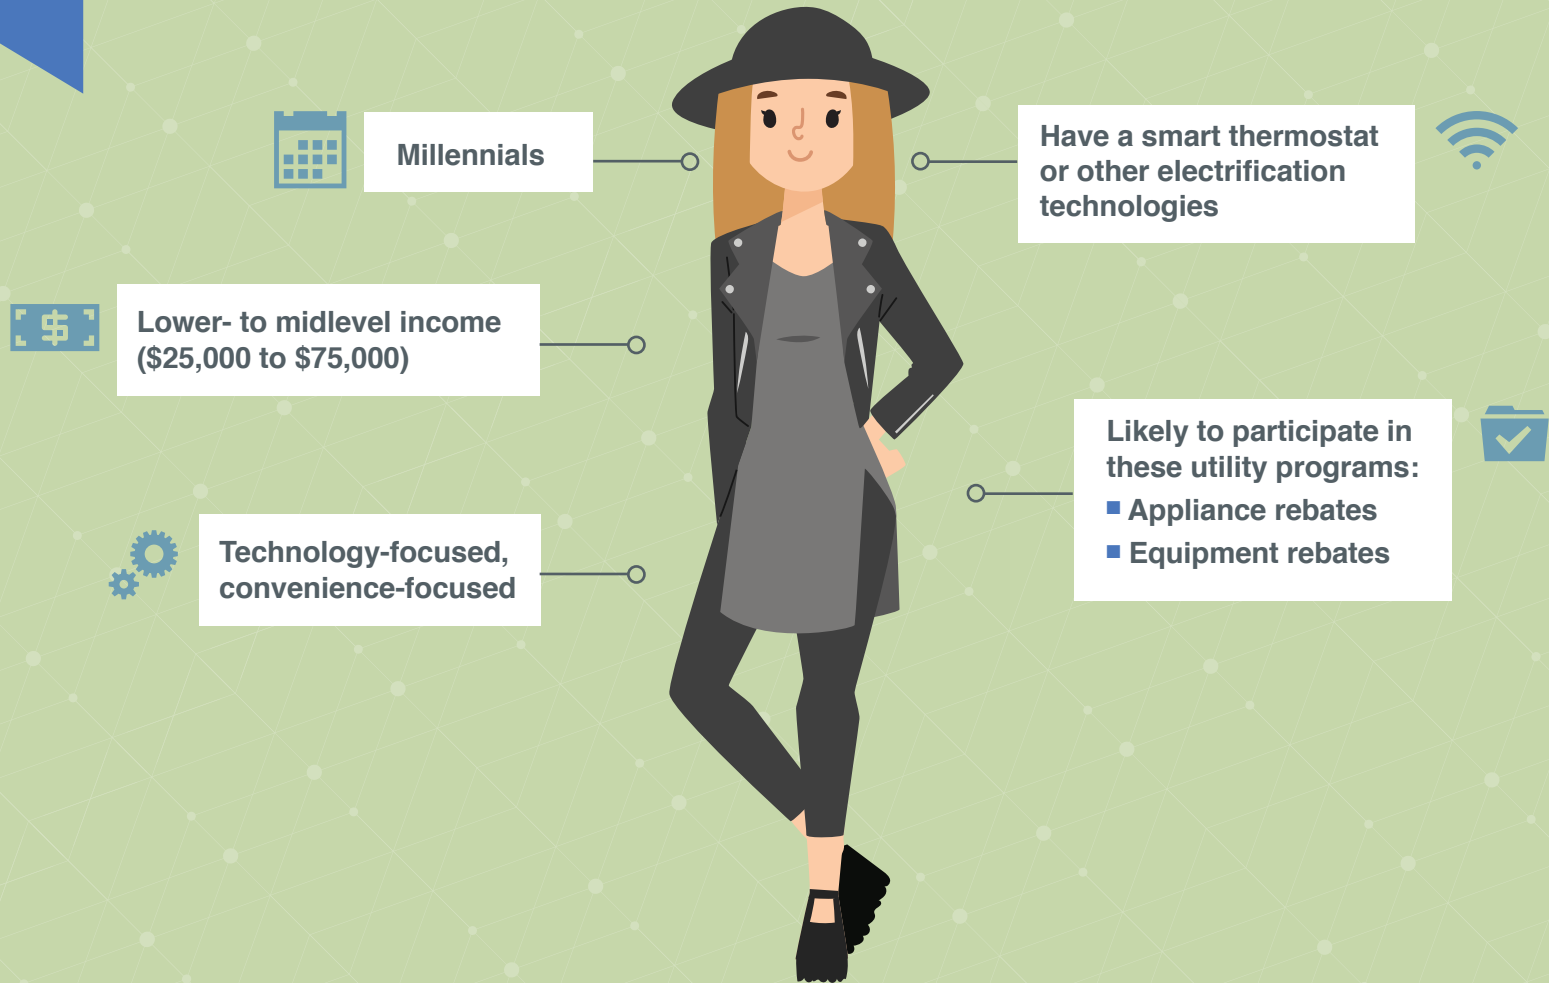 Millennials
Have a smart thermostat
or other electrification
technologies
Lower- to midlevel income
($25,000 to $75,000)
Likely to participate in
these utility programs:
Appliance rebates
Equipment rebates
Technology-focused,
convenience-focused